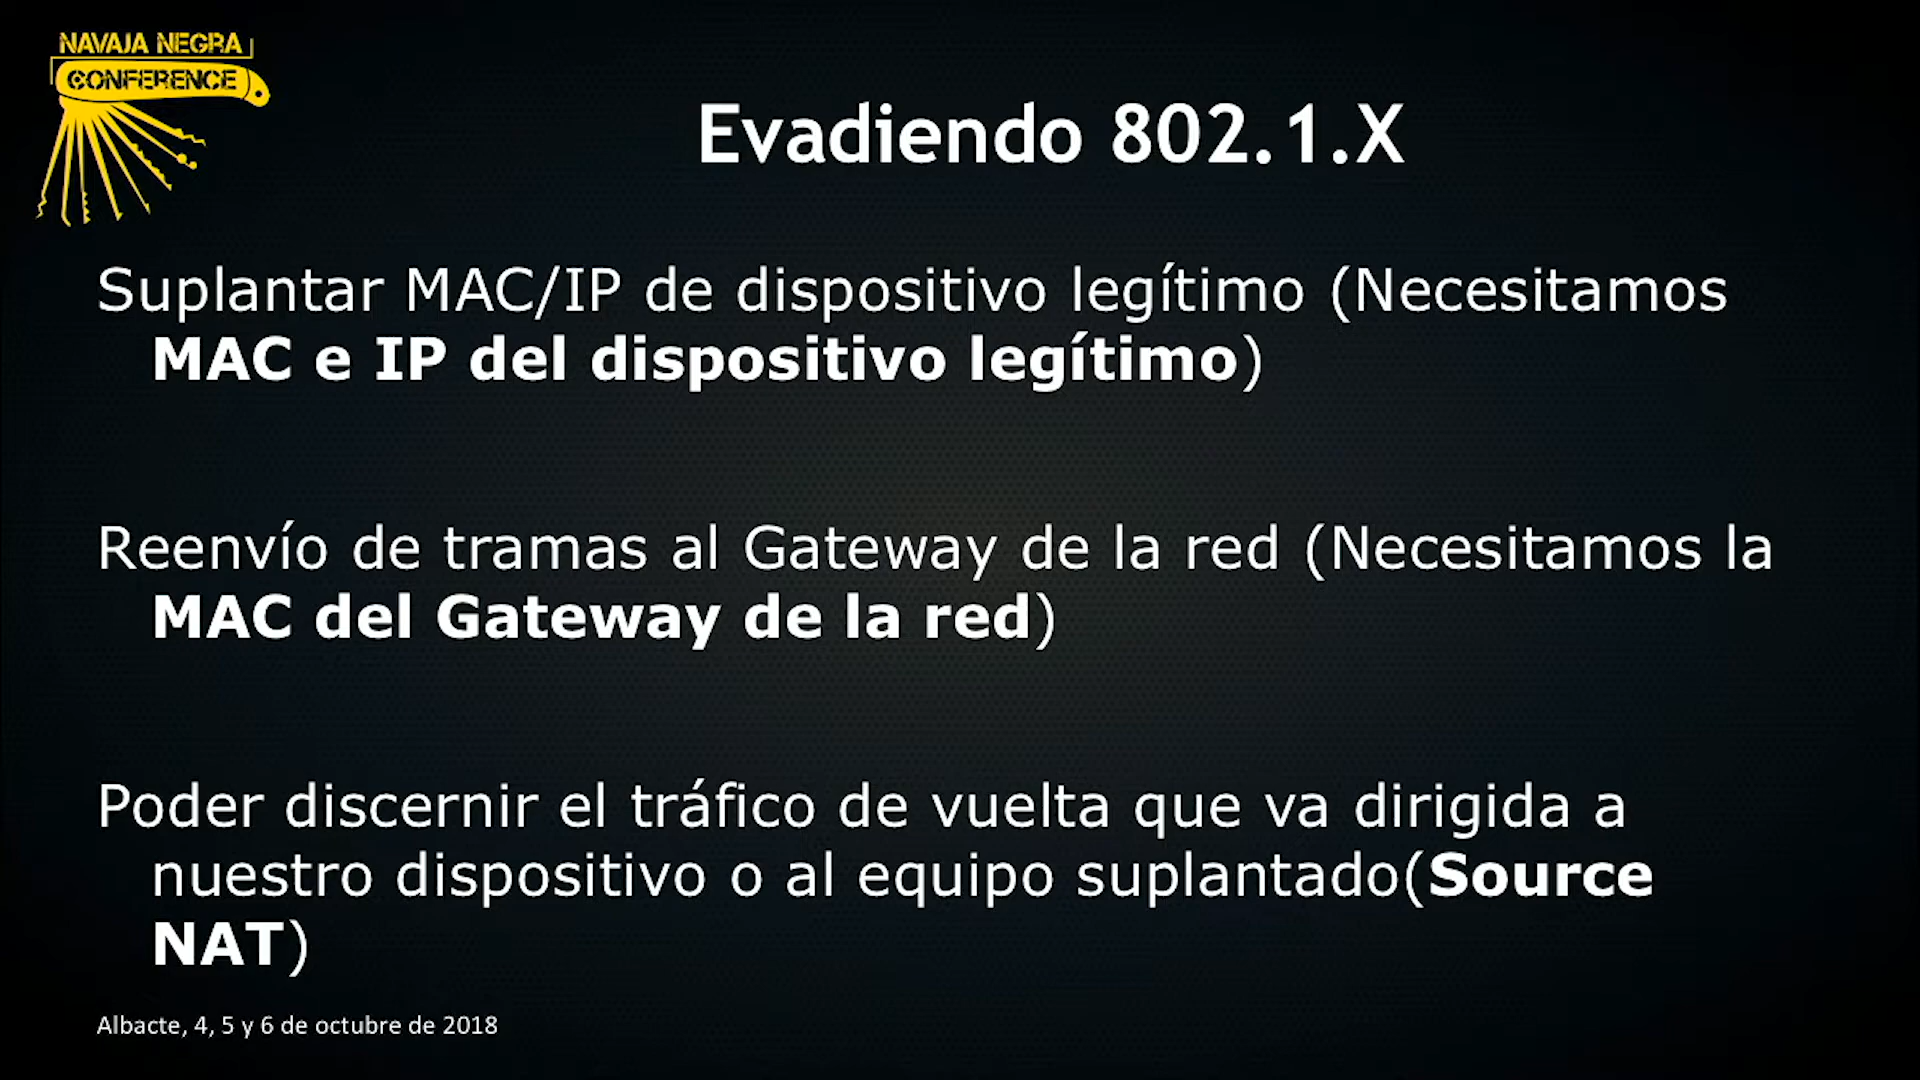 NAVAJA NEGRA
CONFERENCE
Evadiendo 802.1.X
Suplantar MAC/IP de dispositivo legítimo (Necesitamos
MAC e IP del dispositivo legítimo)
Reenvío de tramas al Gateway de la red (Necesitamos la
MAC del Gateway de la red)
Poder discernir el tráfico de vuelta que va dirigida a
nuestro dispositivo o al equipo suplantado(Source
NAT)
Albacte, 4, 5 y 6 de octubre de 2018